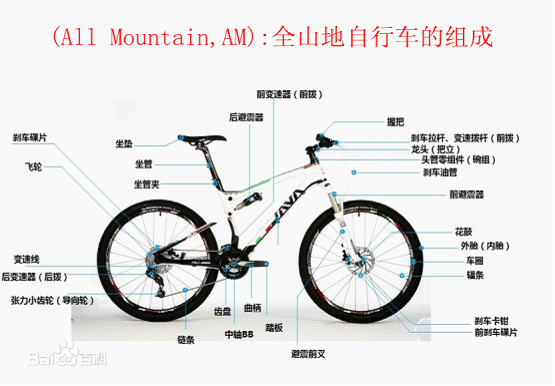 (All Mountain,AM):全山地自行车的组成
前变速器（前拨）
后避震器
握把
刹车碟片
坐垫
刹车拉杆、变速拨杆（前拨）
龙头（把立）
飞轮
坐管
头管零组件（碗组）
刹车油管
坐管夹
前避震器
花鼓
变速线
外胎（内胎）
后变速器（后拨）
车圈
辐条
张力小齿轮（导向轮）
齿盘
曲柄
刹车卡钳
链条
中轴BB
踏板
前刹车碟片
避震前叉
JAVA
Baidu百科